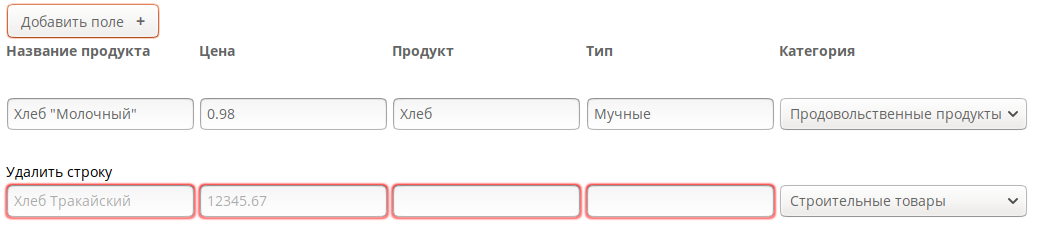 Добавить поле +
Название продукта Цена Продукт Тип Категория
Хлеб "Молочный" 0.98 Хлеб Мучные Продовольственные продукты
Удалить строку
Хлеб Тракайский 12345.67 Строительные товары